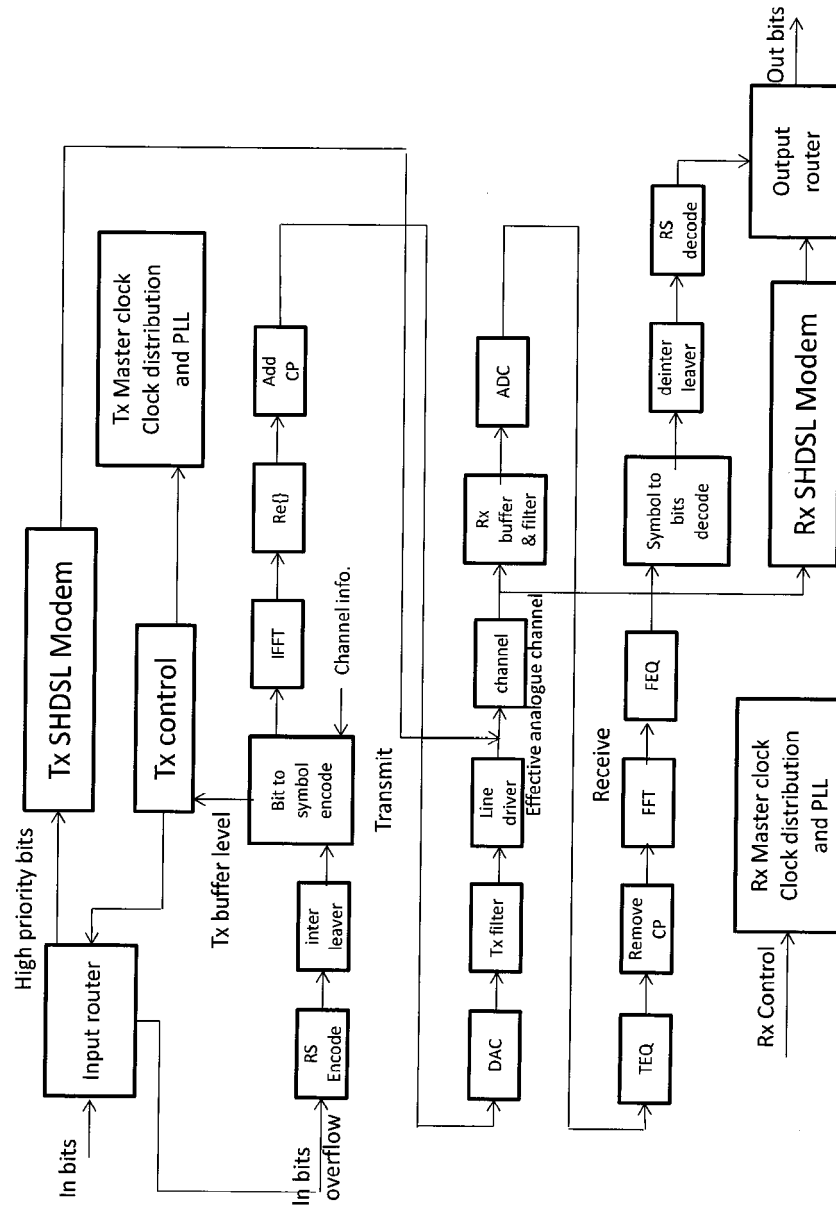 In bits
Input router
High priority bits
Tx SHDSL Modem
Tx control
Tx Master clock
Clock distribution
and PLL
In bits
overflow
RS
Encode
inter
leaver
Tx buffer level
Bit to
symbol
encode
Channel info.
IFFT
Re{}
Add
CP
Transmit
DAC
Tx filter
Line
driver
channel
Effective analogue channel
Rx
buffer
& filter
ADC
Receive
TEQ
Remove
CP
FFT
FEQ
Symbol to
bits
decode
deinter
leaver
RS
decode
Rx Control
Rx Master clock
Clock distribution
and PLL
Rx SHDSL Modem
Output
router
Out bits